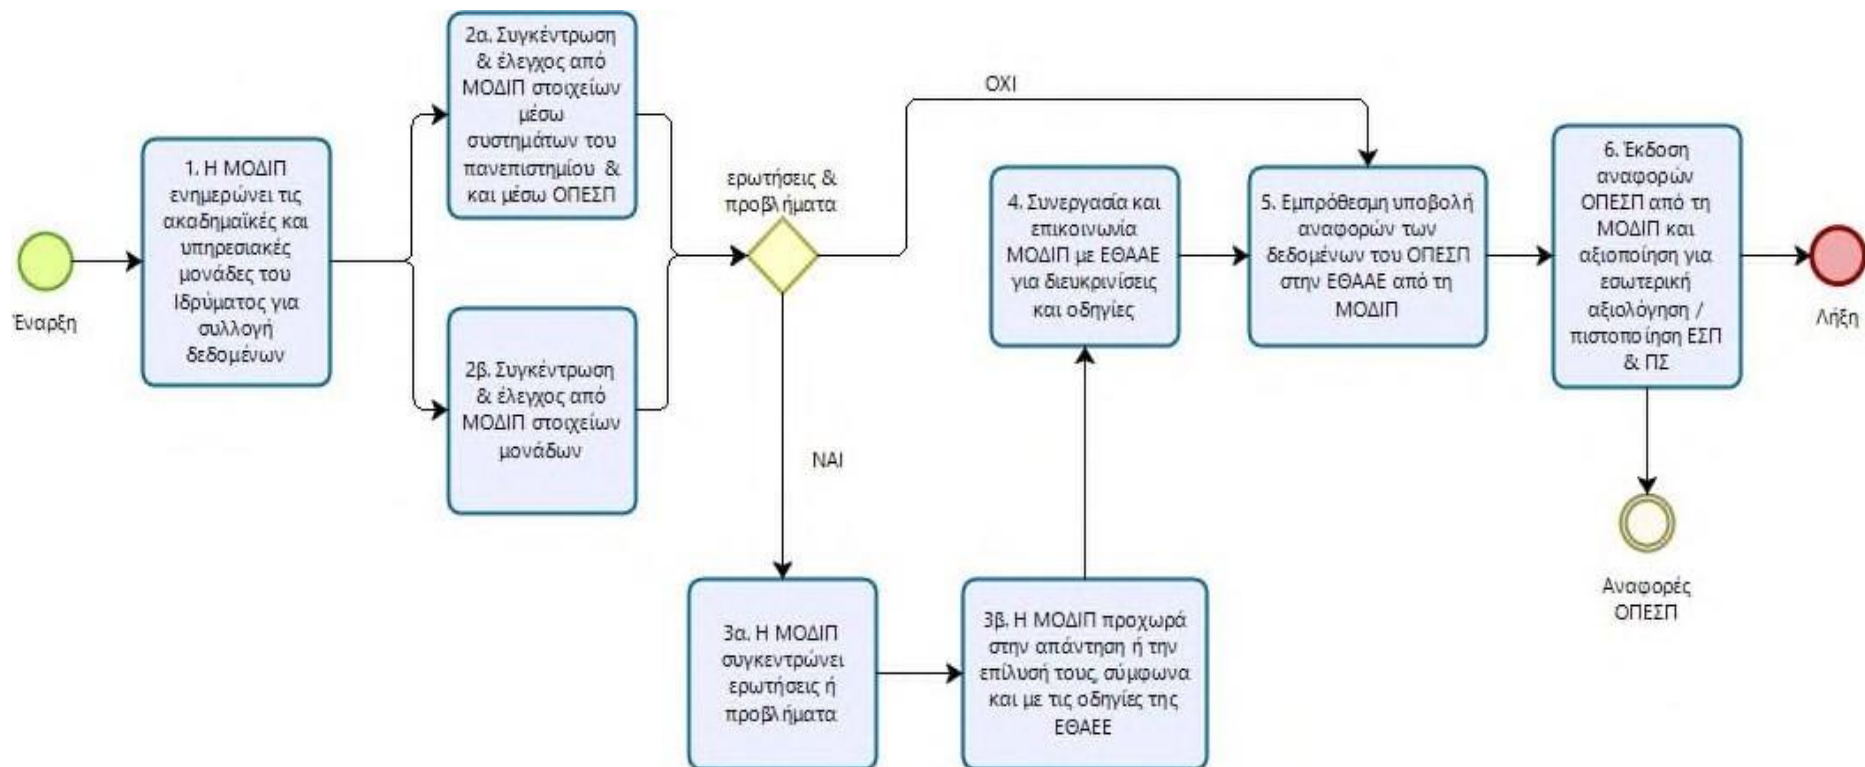 Έναρξη
1. Η ΜΟΔΙΠ
ενημερώνει τις
ακαδημαϊκές και
υπηρεσιακές
μονάδες του
Ιδρύματος για
συλλογή
δεδομένων
2α. Συγκέντρωση
& έλεγχος από
ΜΟΔΙΠ στοιχείων
μέσω
συστημάτων του
πανεπιστημίου &
και μέσω ΟΠΕΣΠ
2β. Συγκέντρωση
& έλεγχος από
ΜΟΔΙΠ στοιχείων
μονάδων
ερωτήσεις &
προβλήματα
ΟΧΙ
ΝΑΙ
3α. Η ΜΟΔΙΠ
συγκεντρώνει
ερωτήσεις ή
προβλήματα
3β. Η ΜΟΔΙΠ προχωρά
στην απάντηση ή την
επίλυσή τους, σύμφωνα
και με τις οδηγίες της
ΕΘΑΕΕ
4. Συνεργασία και
επικοινωνία
ΜΟΔΙΠ με ΕΘΑΑΕ
για διευκρινίσεις
και οδηγίες
5. Εμπρόθεσμη υποβολή
αναφορών των
δεδομένων του ΟΠΕΣΠ
στην ΕΘΑΑΕ από τη
ΜΟΔΙΠ
6. Έκδοση
αναφορών
ΟΠΕΣΠ από τη
ΜΟΔΙΠ και
αξιοποίηση για
εσωτερική
αξιολόγηση /
πιστοποίηση ΕΣΠ
& ΠΣ
Λήξη
Αναφορές
ΟΠΕΣΠ